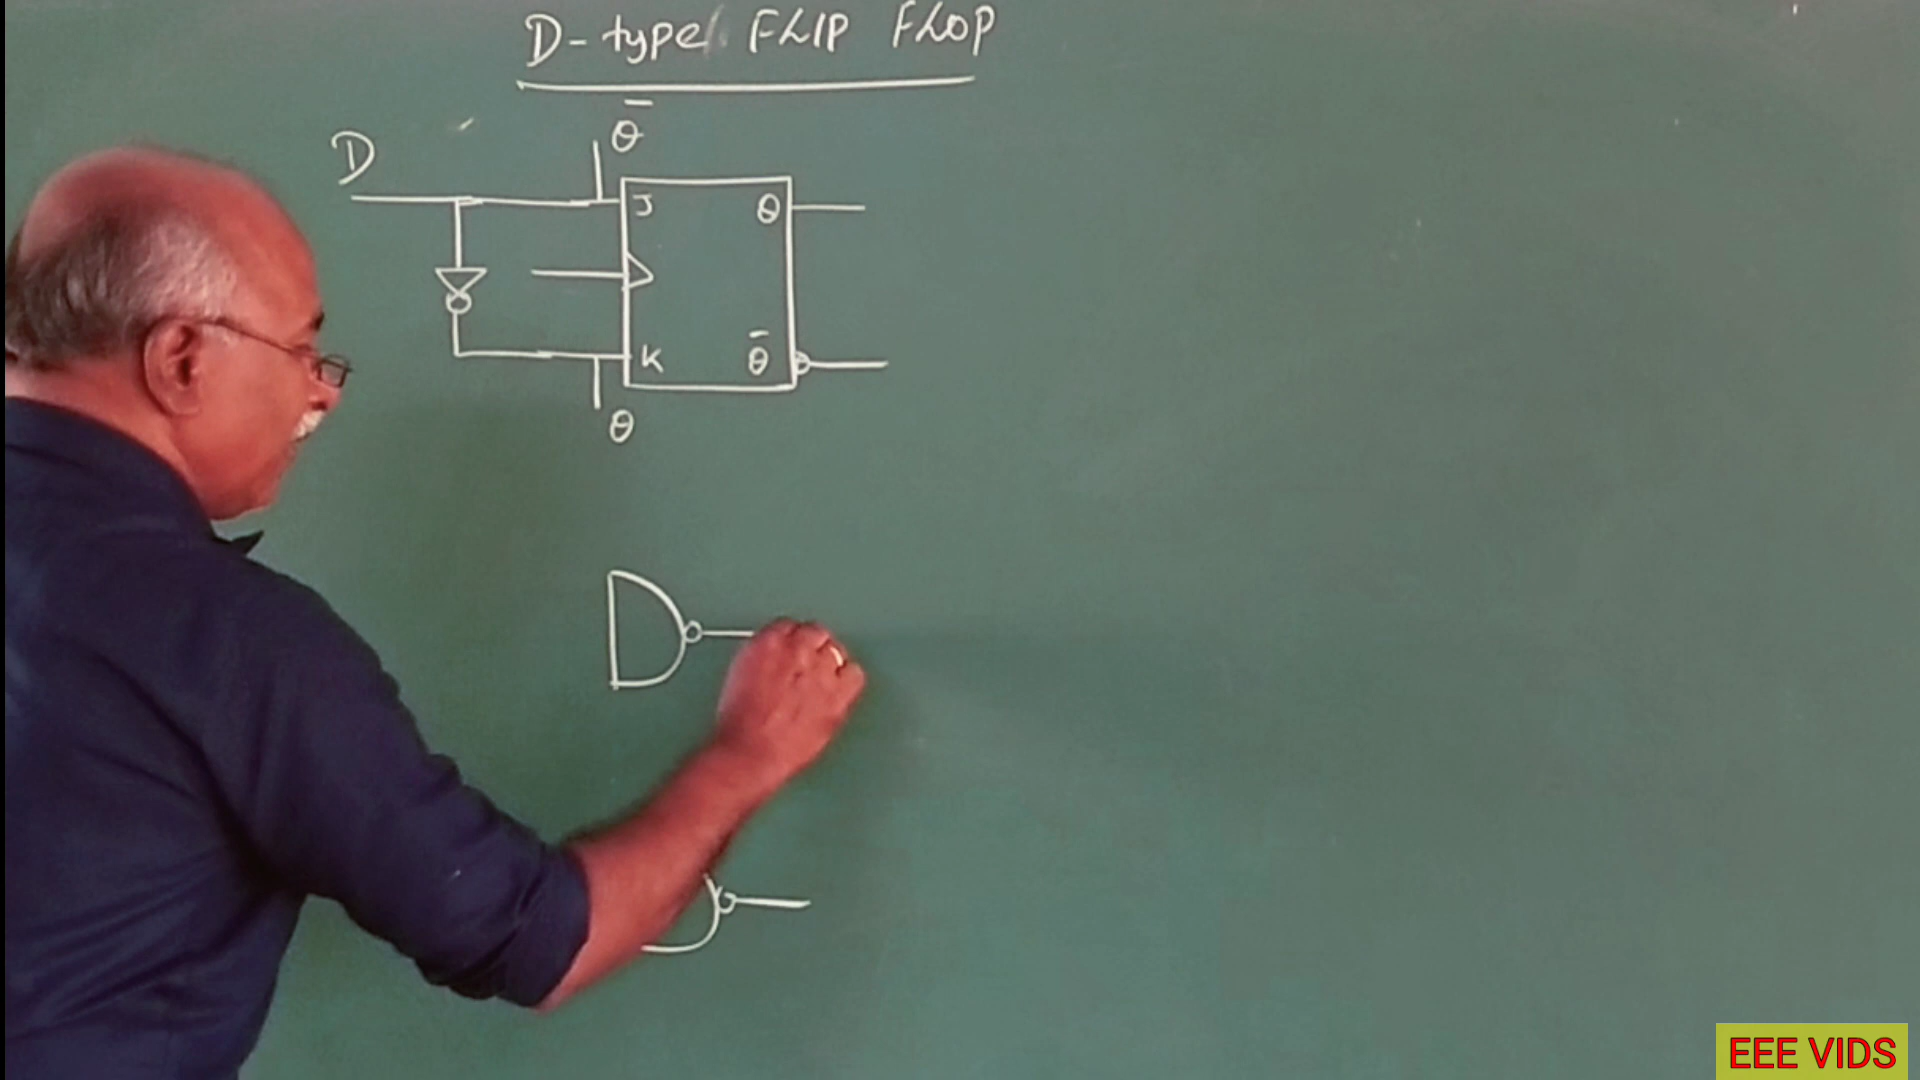 D-type FLIP FLOP
Q̅
D
J Q
K Q̅
Q
EEE VIDS